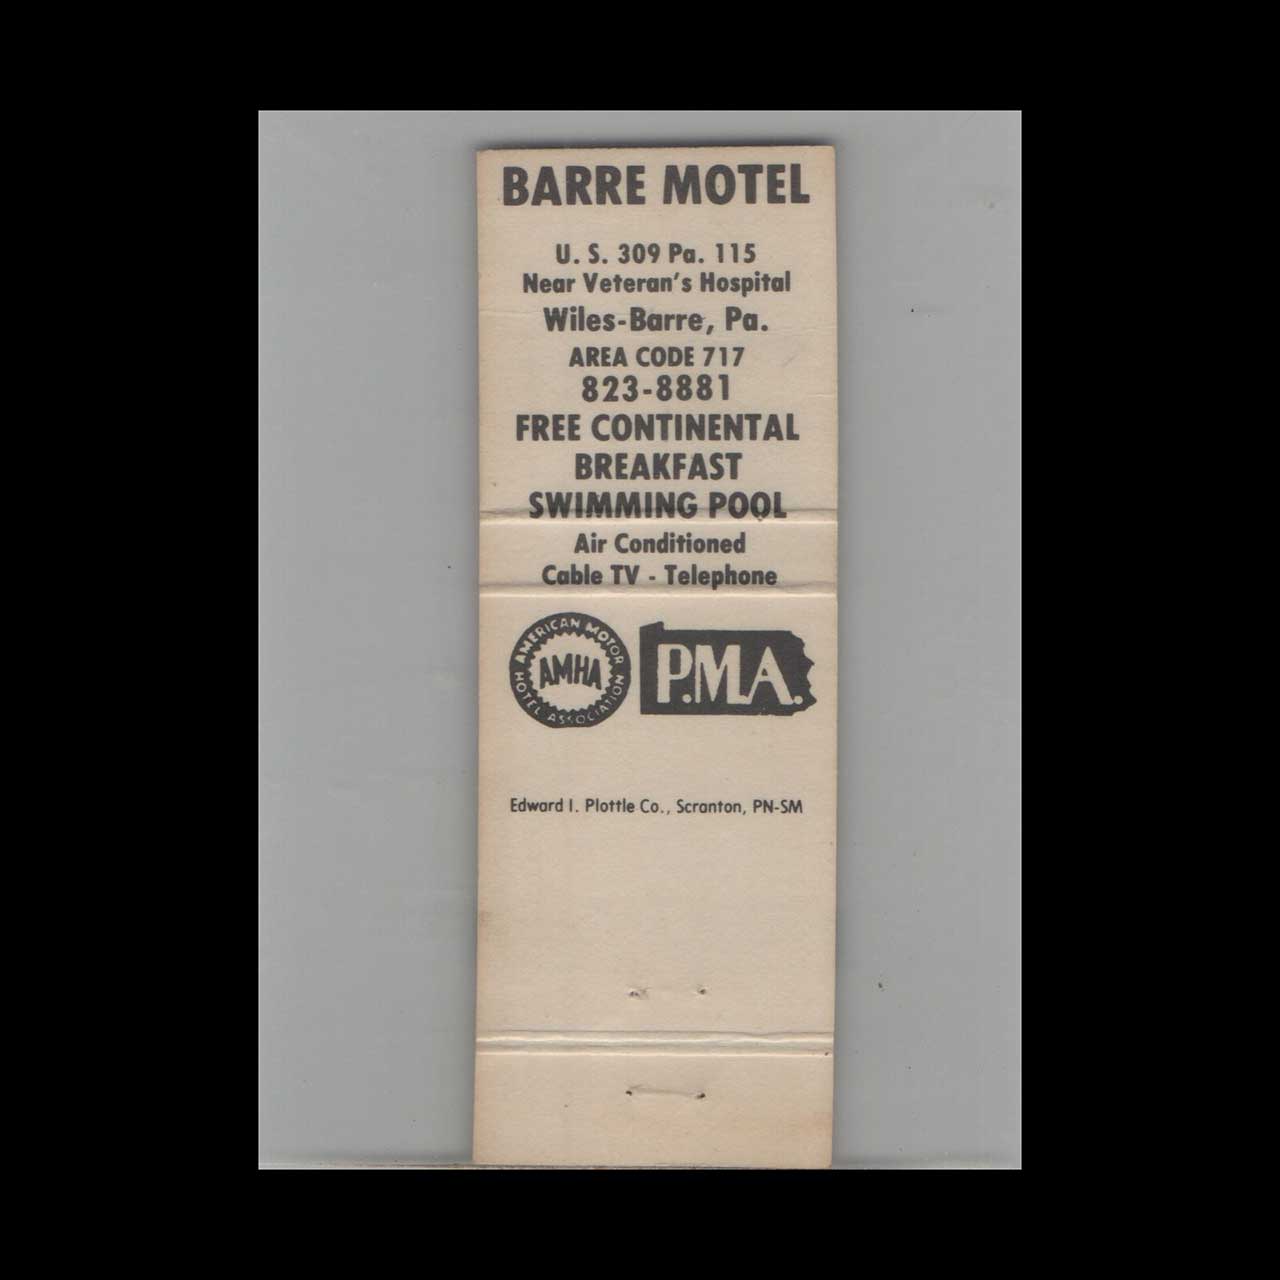 BARRE MOTEL
U. S. 309 Pa. 115
Near Veteran's Hospital
Wiles-Barre, Pa.
AREA CODE 717
823-8881
FREE CONTINENTAL
BREAKFAST
SWIMMING POOL
Air Conditioned
Cable TV - Telephone
AMERICAN MOTOR
HOTEL ASSOCIATION
AMHA
P.M.A.
Edward I. Plottle Co., Scranton, PN-SM